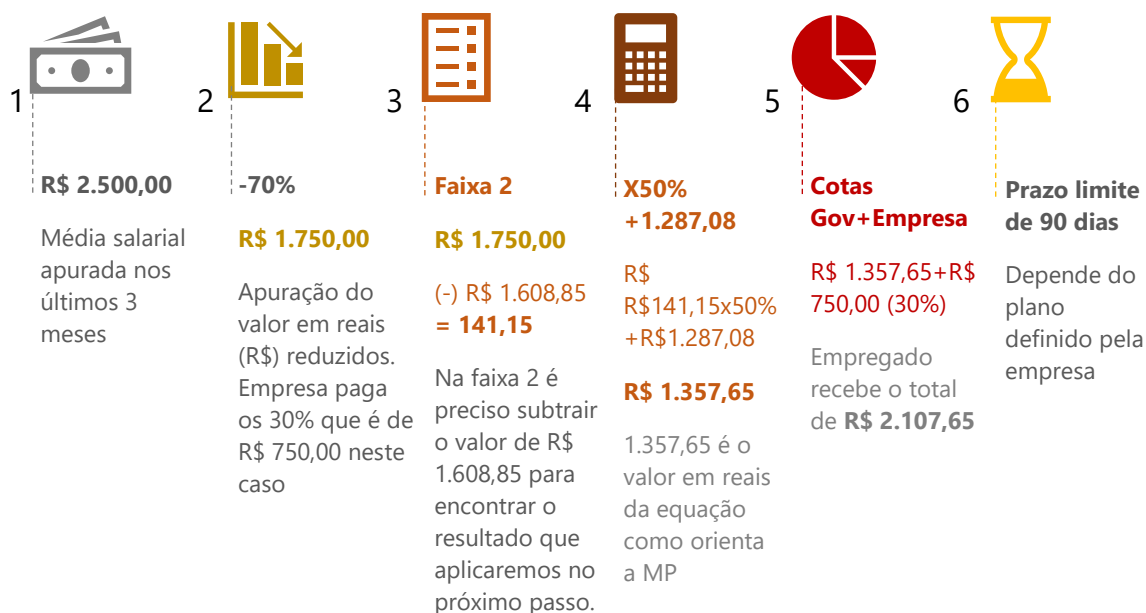 1
R$ 2.500,00
Média salarial
apurada nos
últimos 3
meses
2
-70%
R$ 1.750,00
Apuração do
valor em reais
(R$) reduzidos.
Empresa paga
os 30% que é de
R$ 750,00 neste
caso
3
Faixa 2
R$ 1.750,00
(-) R$ 1.608,85
= 141,15
Na faixa 2 é
preciso subtrair
o valor de R$
1.608,85 para
encontrar o
resultado que
aplicaremos no
próximo passo.
4
X50%
+1.287,08
R$
R$141,15x50%
+R$1.287,08
R$ 1.357,65
1.357,65 é o
valor em reais
da equação
como orienta
a MP
5
Cotas
Gov+Empresa
R$ 1.357,65+R$
750,00 (30%)
Empregado
recebe o total
de R$ 2.107,65
6
Prazo limite
de 90 dias
Depende do
plano
definido pela
empresa